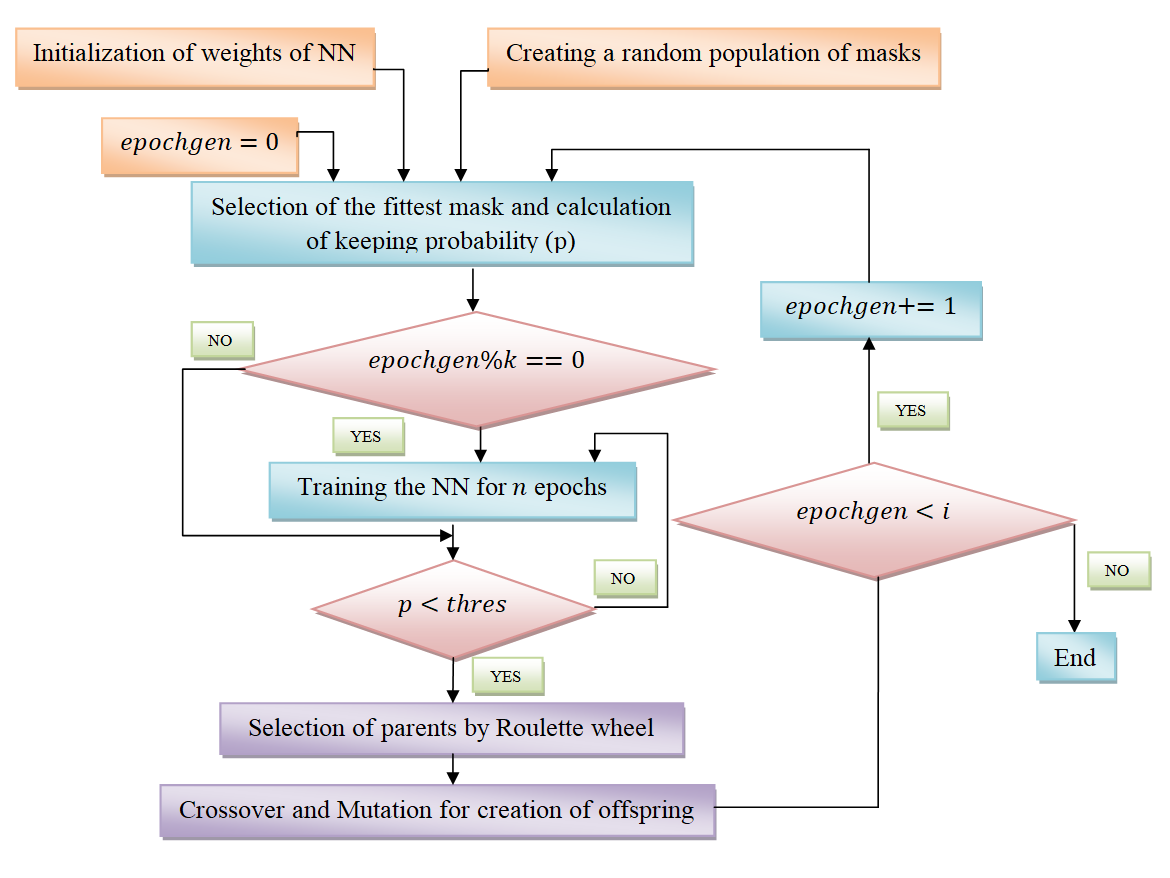 Initialization of weights of NN
Creating a random population of masks
epochgen = 0
Selection of the fittest mask and calculation
of keeping probability (p)
epochgen+= 1
NO
epochgen%k == 0
YES
YES
Training the NN for n epochs
epochgen < i
NO
NO
p < thres
YES
End
Selection of parents by Roulette wheel
Crossover and Mutation for creation of offspring